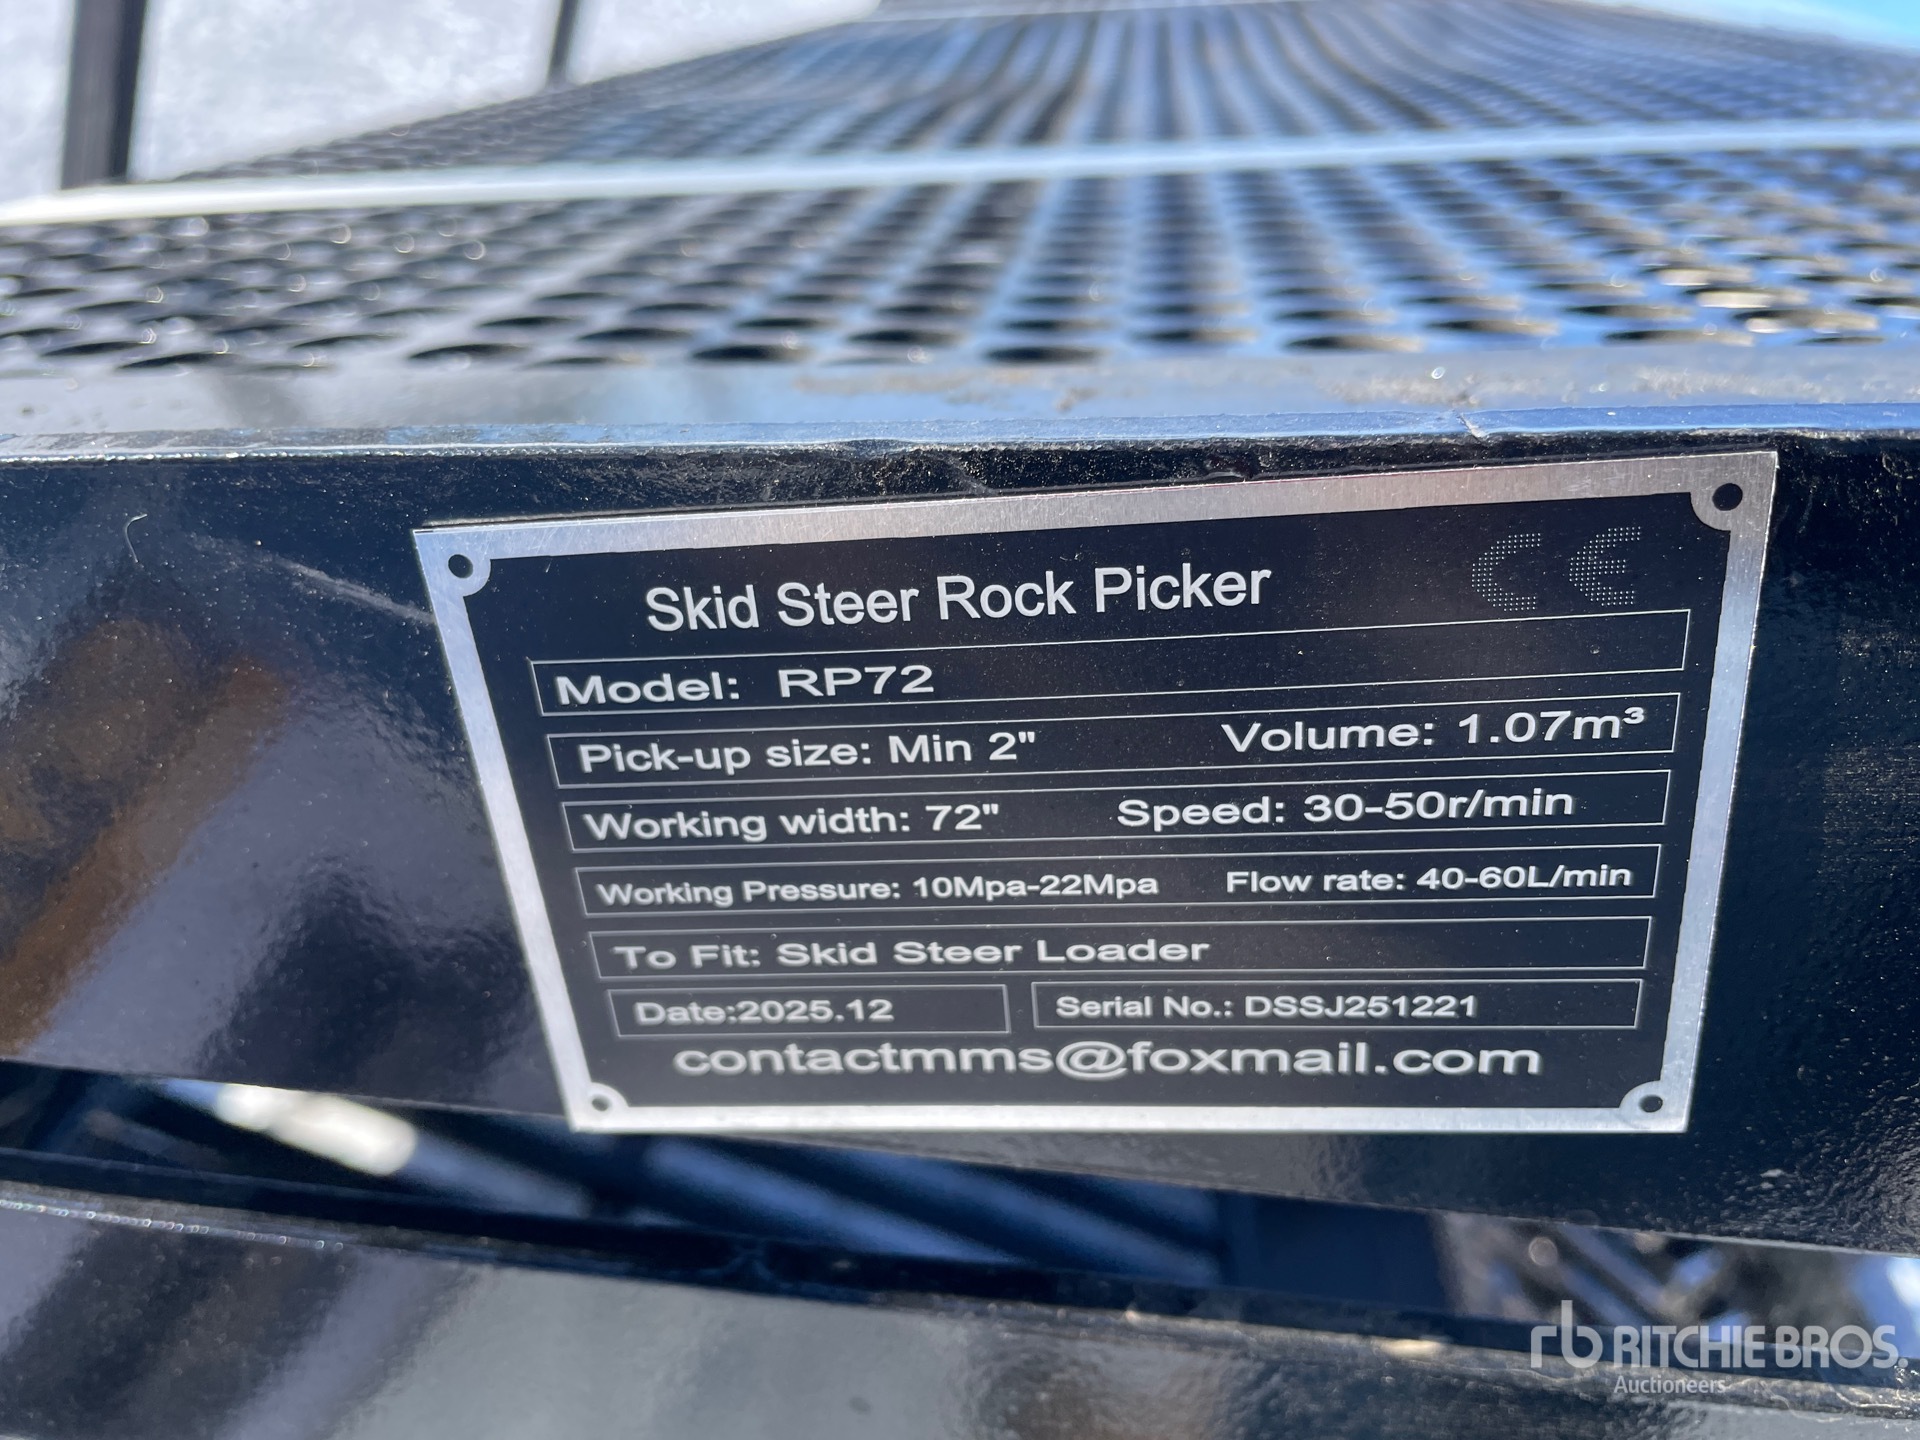 Skid Steer Rock Picker CE
Model: RP72
Pick-up size: Min 2" Volume: 1.07m³
Working width: 72" Speed: 30-50r/min
Working Pressure: 10Mpa-22Mpa Flow rate: 40-60L/min
To Fit: Skid Steer Loader
Date:2025.12 Serial No.: DSSJ251221
contactmms@foxmail.com
rb RITCHIE BROS.
Auctioneers